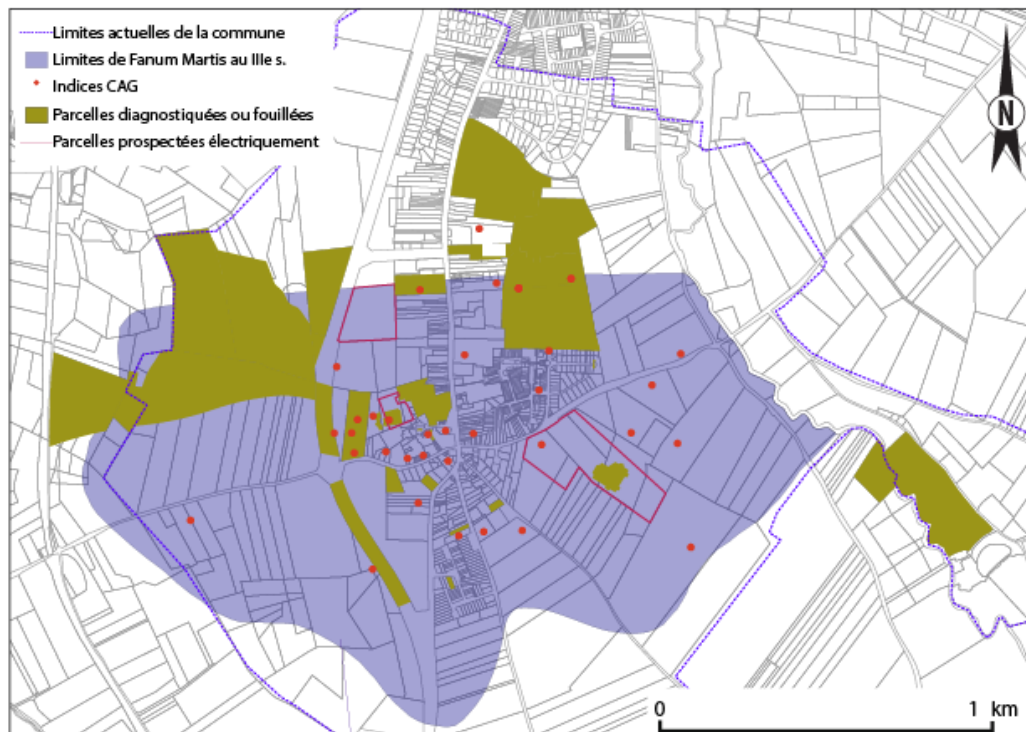 Limites actuelles de la commune
Limites de Fanum Martis au IIIe s.
Indices CAG
Parcelles diagnostiquées ou fouillées
Parcelles prospectées électriquement
N
0 1 km